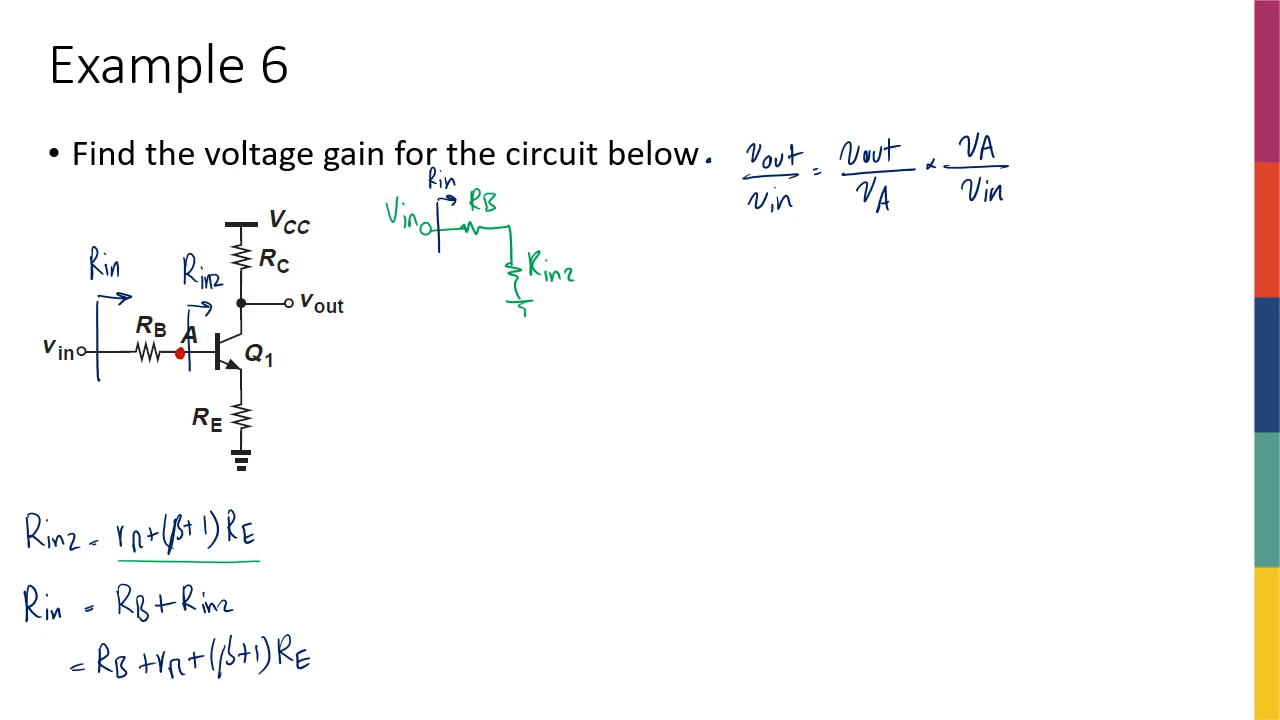 Example 6
• Find the voltage gain for the circuit below.
vout/vin = vout/vA × vA/vin
Rin
RB
Vin
Rin2
VCC
RC
Rin
Rin2
vout
RB
A
vin
Q1
RE
Rin2 = rπ+(β+1)RE
Rin = RB+Rin2
= RB+rπ+(β+1)RE